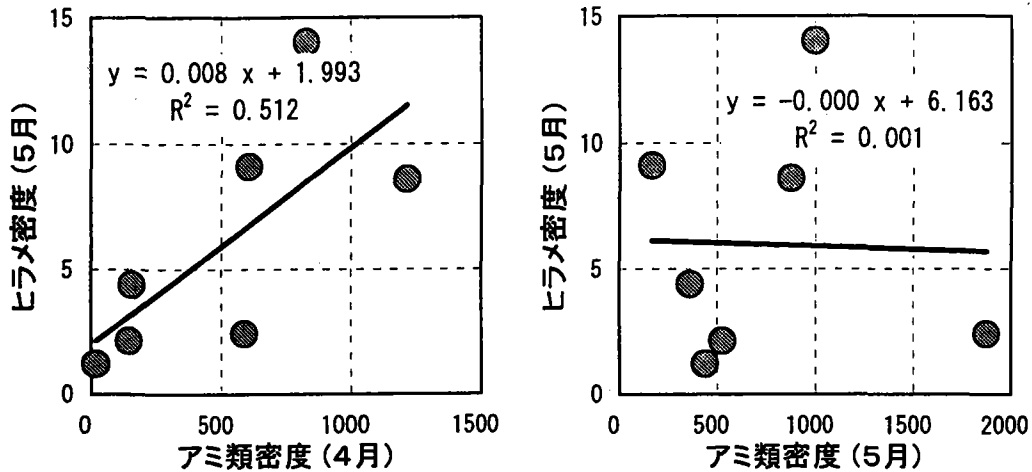 15
10
5
0
y = 0.008 x + 1.993
R² = 0.512
ヒラメ密度(5月)
0
500
1000
1500
アミ類密度(4月)
15
10
5
0
y = -0.000 x + 6.163
R² = 0.001
ヒラメ密度(5月)
0
500
1000
1500
2000
アミ類密度(5月)